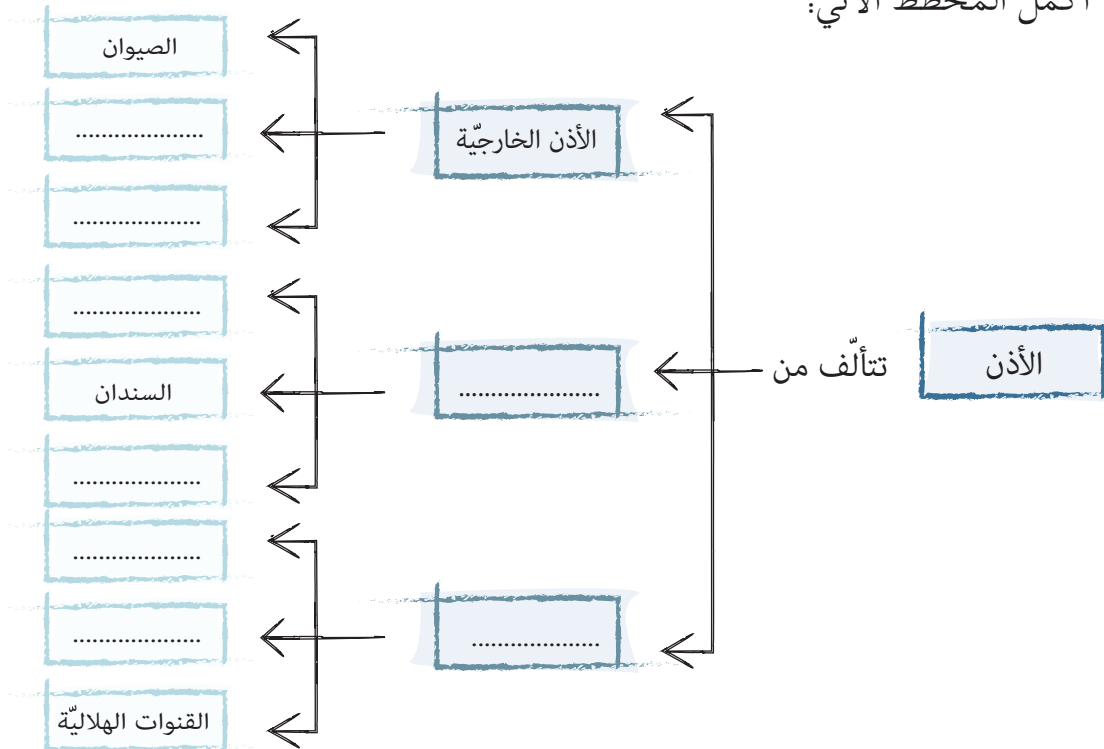 أكمل المخطط الآتي:
الأذن
تتألّف من
الأذن الخارجيّة
الصيوان
....................
....................
......................
....................
السندان
....................
....................
....................
....................
القنوات الهلاليّة